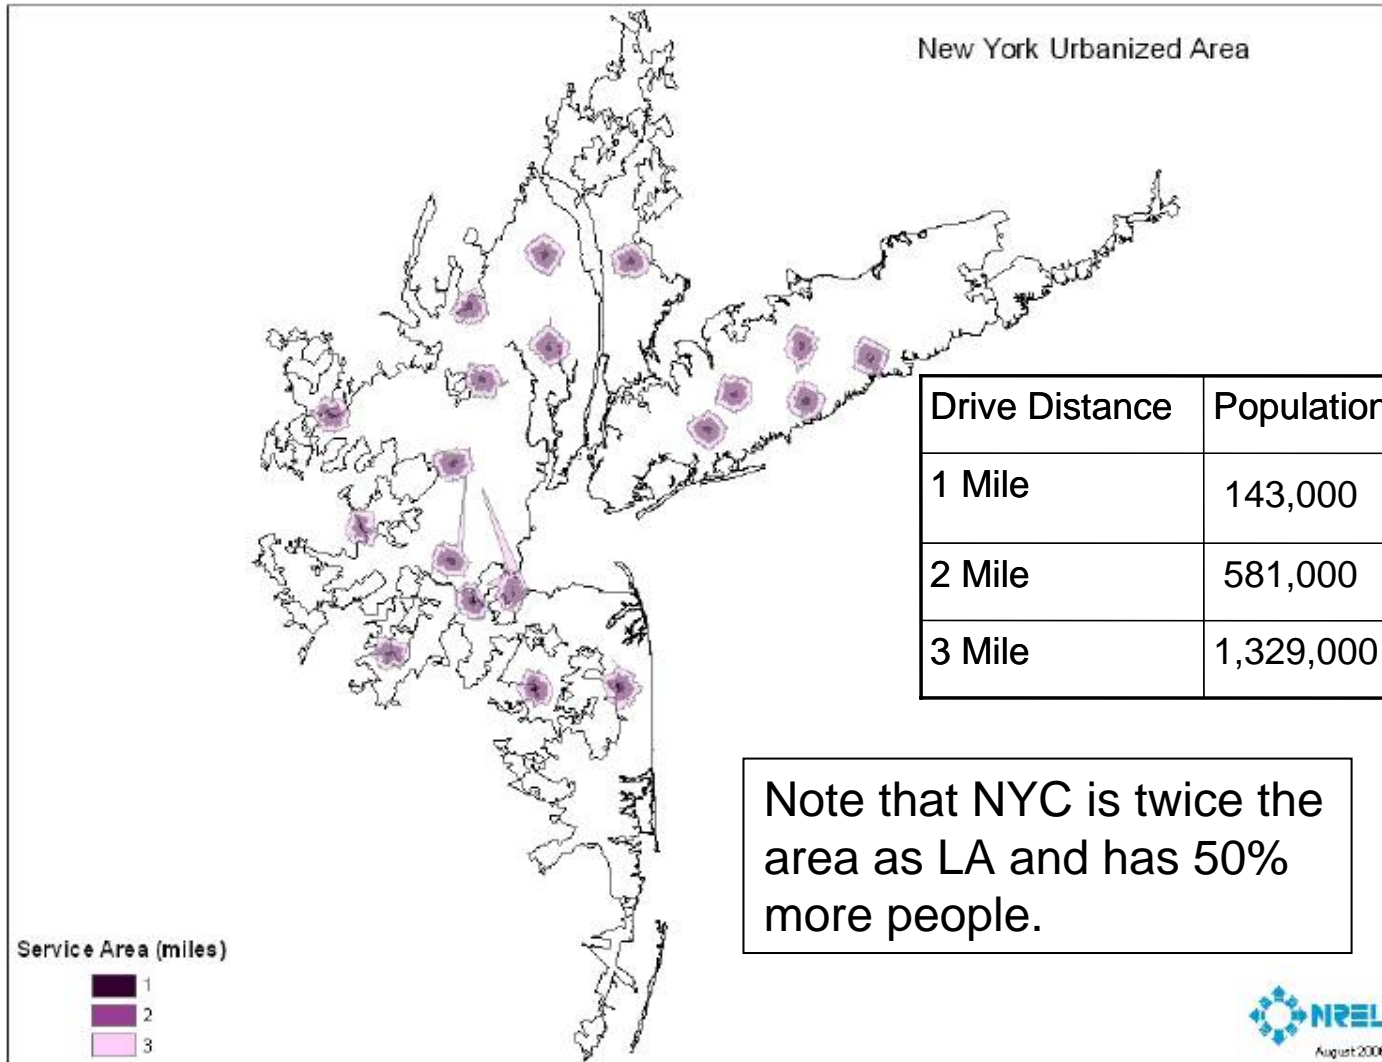 New York Urbanized Area
Drive Distance Population
1 Mile 143,000
2 Mile 581,000
3 Mile 1,329,000
Note that NYC is twice the
area as LA and has 50%
more people.
Service Area (miles)
1
2
3
NREL
August